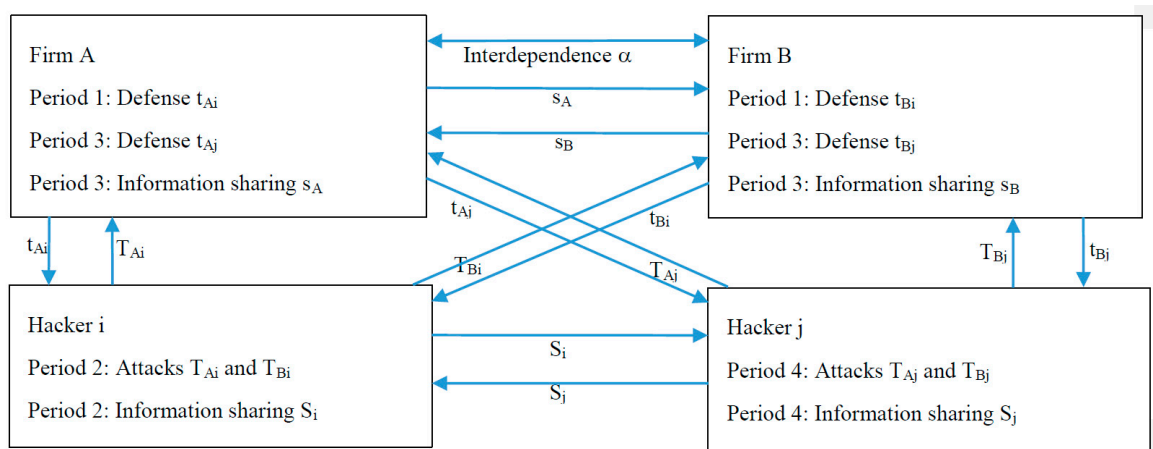 Firm A
Period 1: Defense tAi
Period 3: Defense tAj
Period 3: Information sharing sA
Interdependence α
sA
sB
Firm B
Period 1: Defense tBi
Period 3: Defense tBj
Period 3: Information sharing sB
tAi
TAi
tAj
tBi
TBi
TAj
TBj
tBj
Hacker i
Period 2: Attacks TAi and TBi
Period 2: Information sharing Si
Si
Sj
Hacker j
Period 4: Attacks TAj and TBj
Period 4: Information sharing Sj